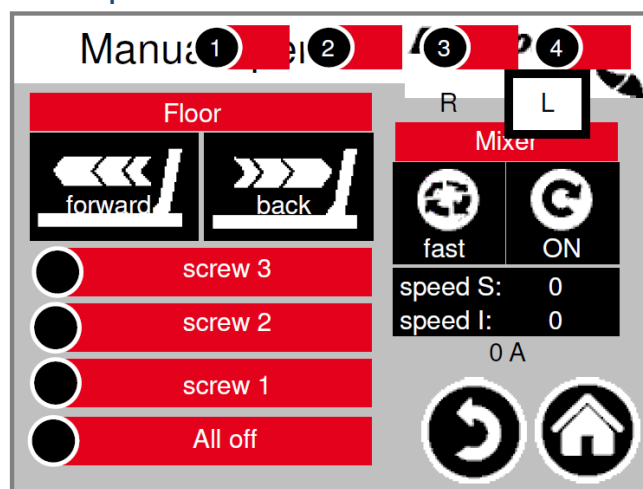 1 2 3 4
R L
Floor
Mixer
forward back
fast ON
screw 3
speed S: 0
screw 2
speed I: 0
0 A
screw 1
All off